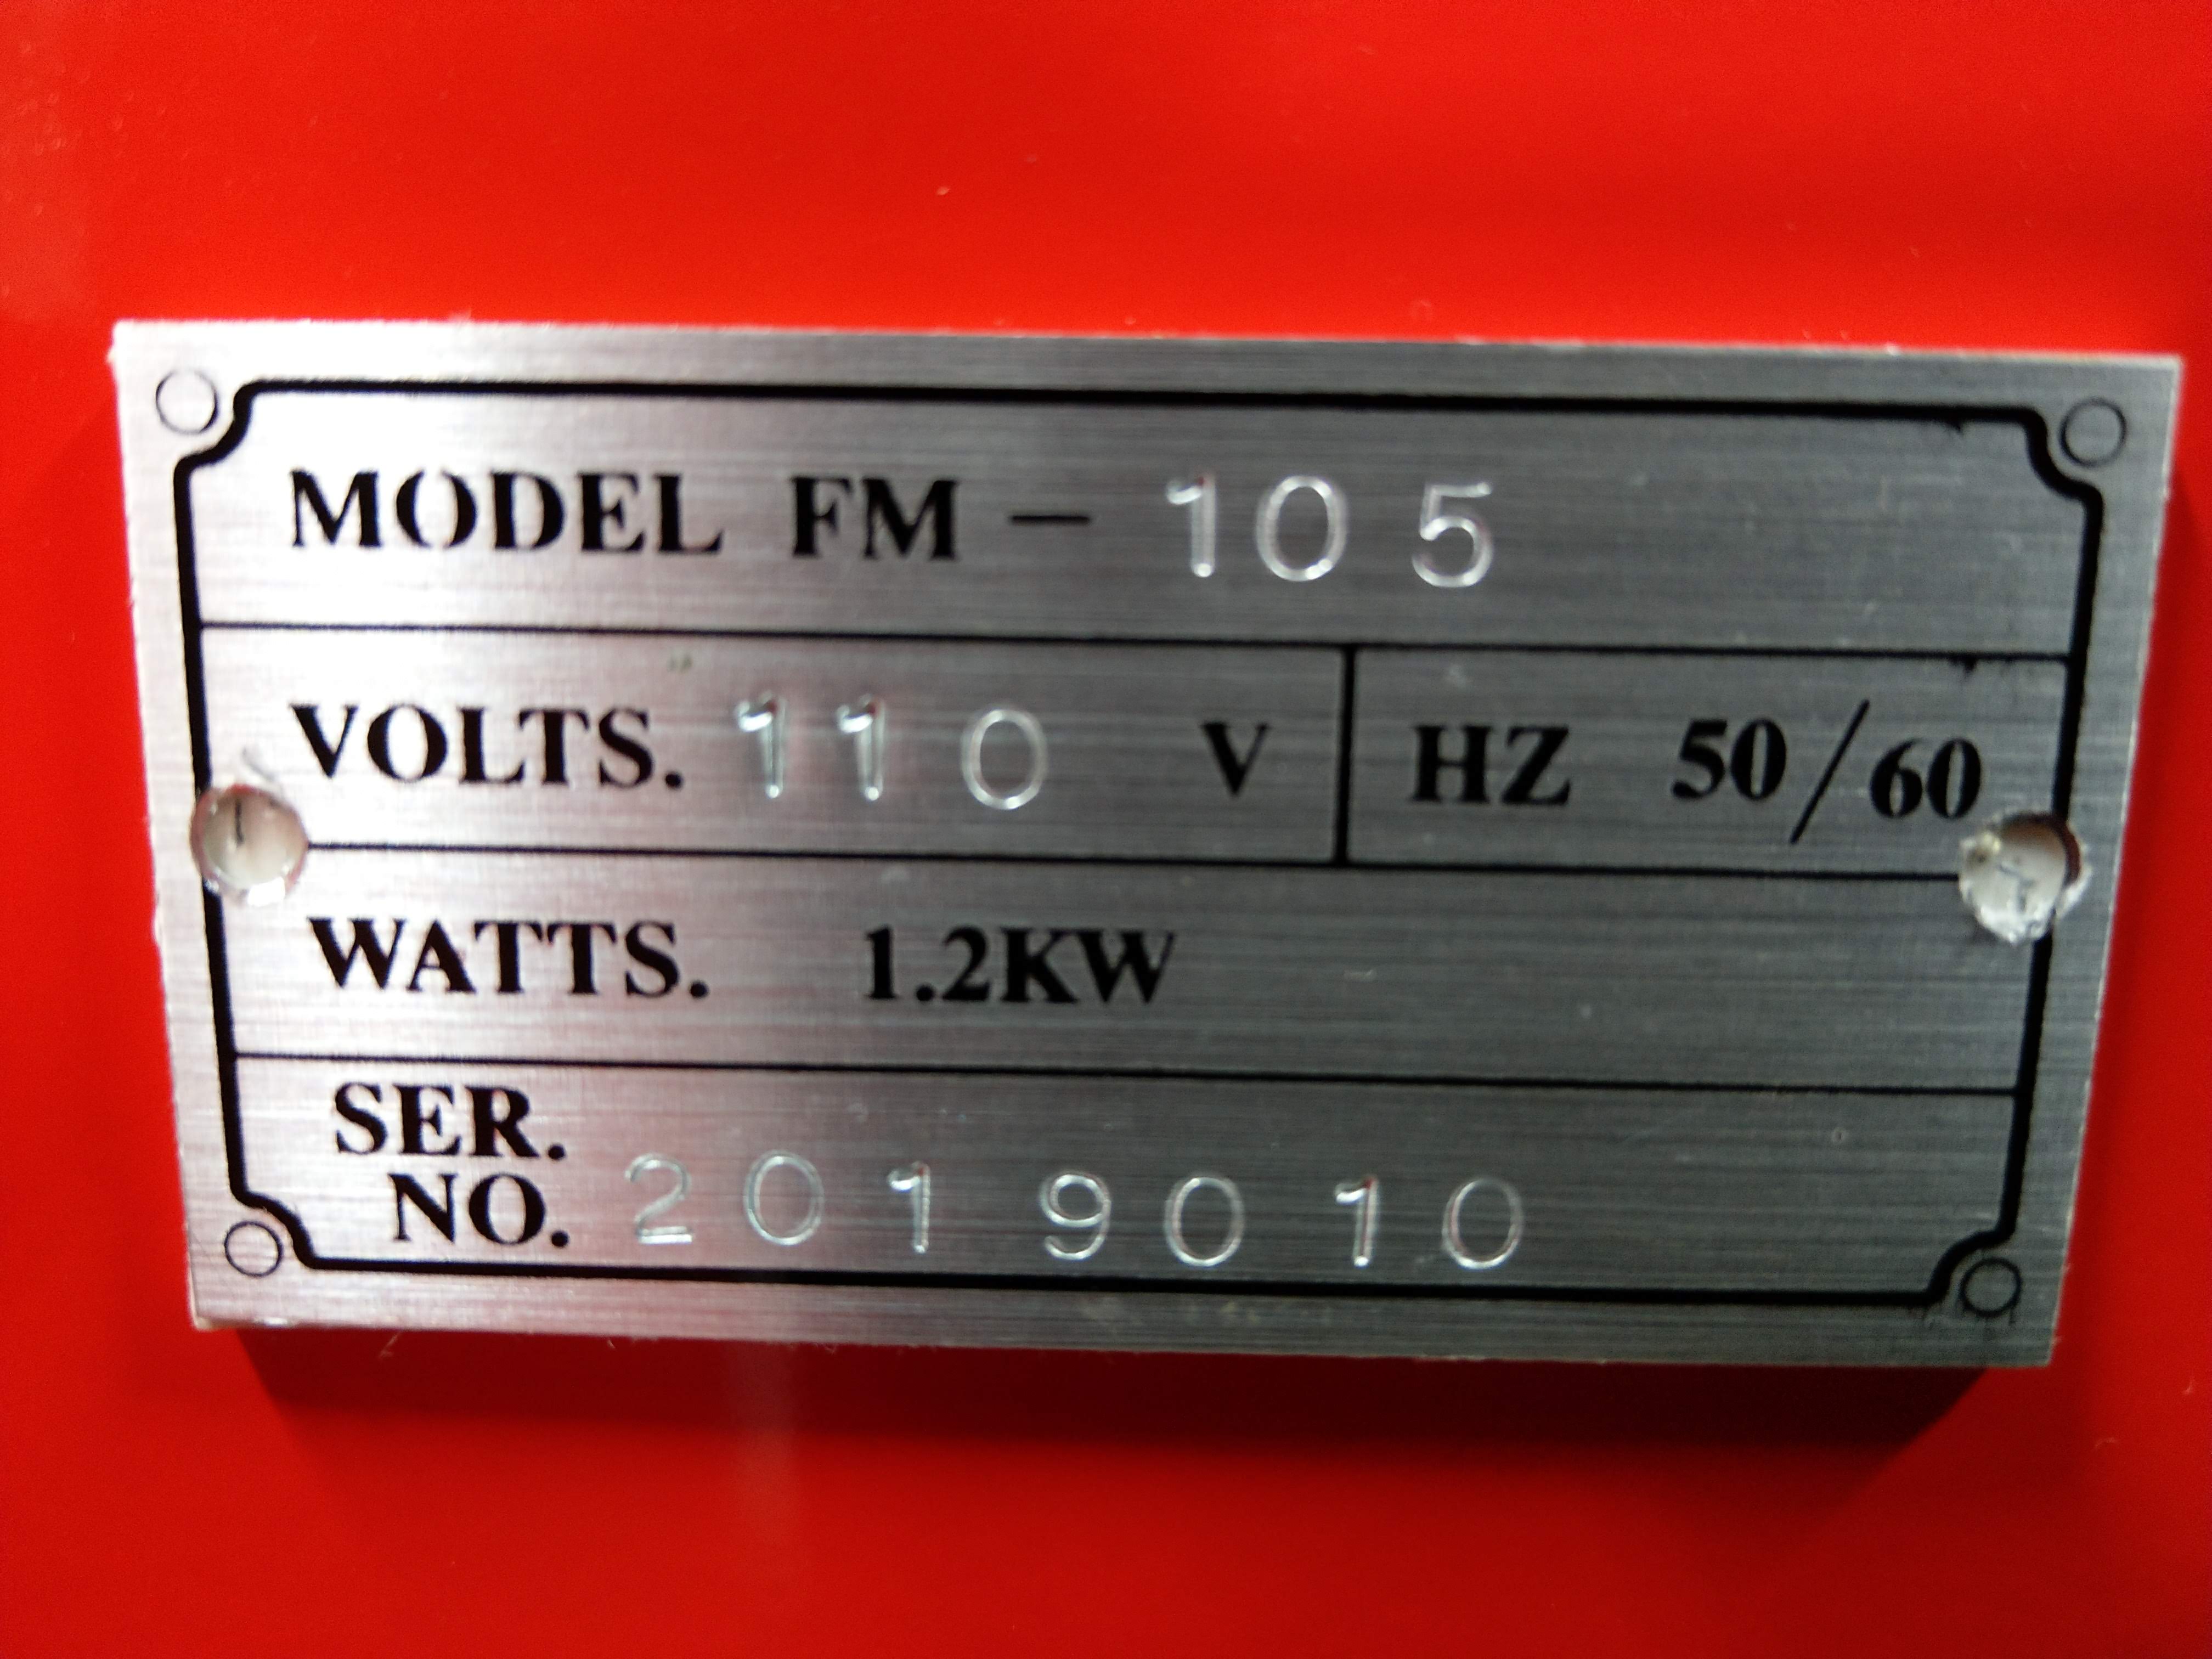 MODEL FM - 105
VOLTS. 110 V HZ 50/60
WATTS. 1.2KW
SER.
NO. 2019010